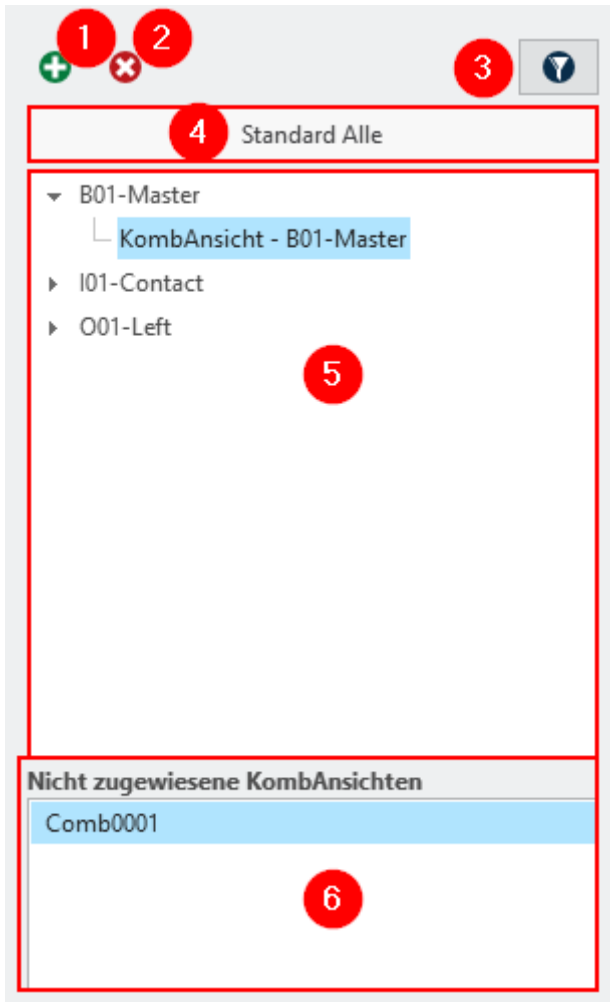 1
2
3
4
Standard Alle
B01-Master
KombAnsicht - B01-Master
I01-Contact
O01-Left
5
Nicht zugewiesene KombAnsichten
Comb0001
6